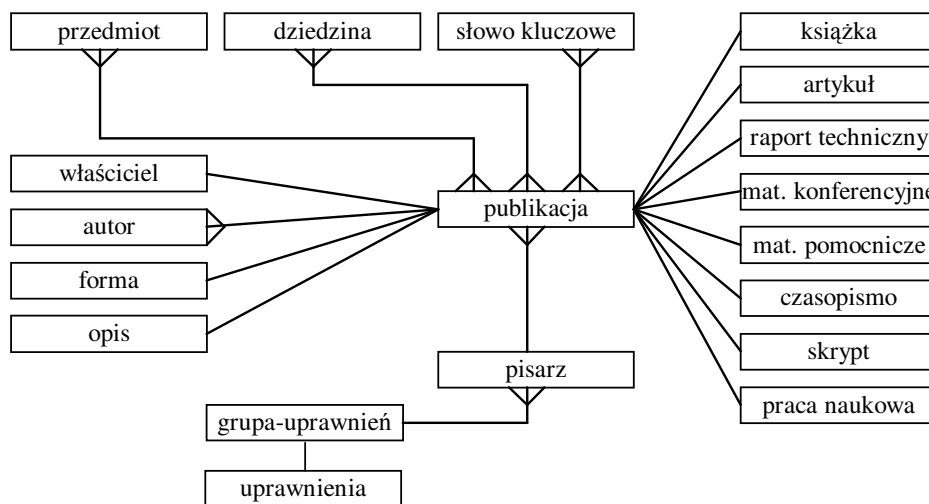 przedmiot
dziedzina
słowo kluczowe
książka
artykuł
raport techniczny
mat. konferencyjne
mat. pomocnicze
czasopismo
skrypt
praca naukowa
właściciel
autor
forma
opis
publikacja
pisarz
grupa-uprawnień
uprawnienia